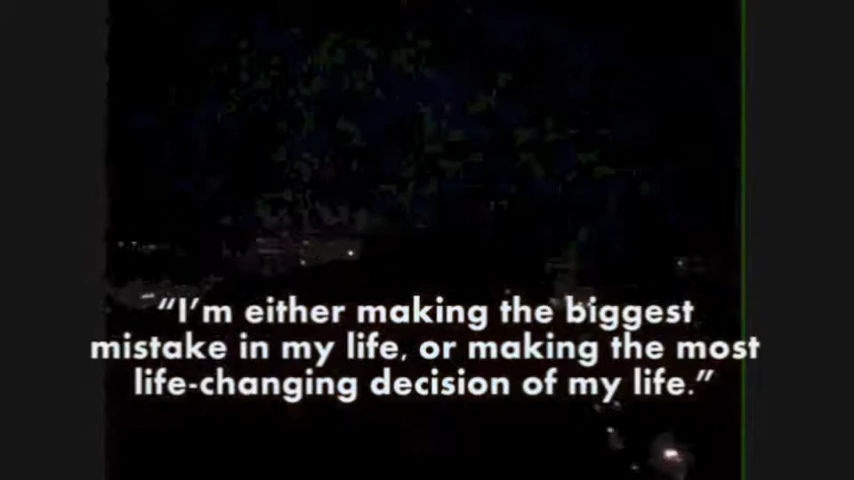 “I’m either making the biggest
mistake in my life, or making the most
life-changing decision of my life.”